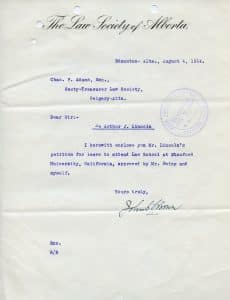 The Law Society of Alberta.
Edmonton- Alta., August 4, 1914.
Chas. F. Adams, Esq.,
Secty-Treasurer Law Society,
Calgary-Alta.
Dear Sir:-
Re Arthur J. Lincoln
I herewith enclose you Mr. Lincoln's
petition for leave to attend Law School at Stanford
University, California, approved by Mr. and
myself.
Yours truly,
Enc.